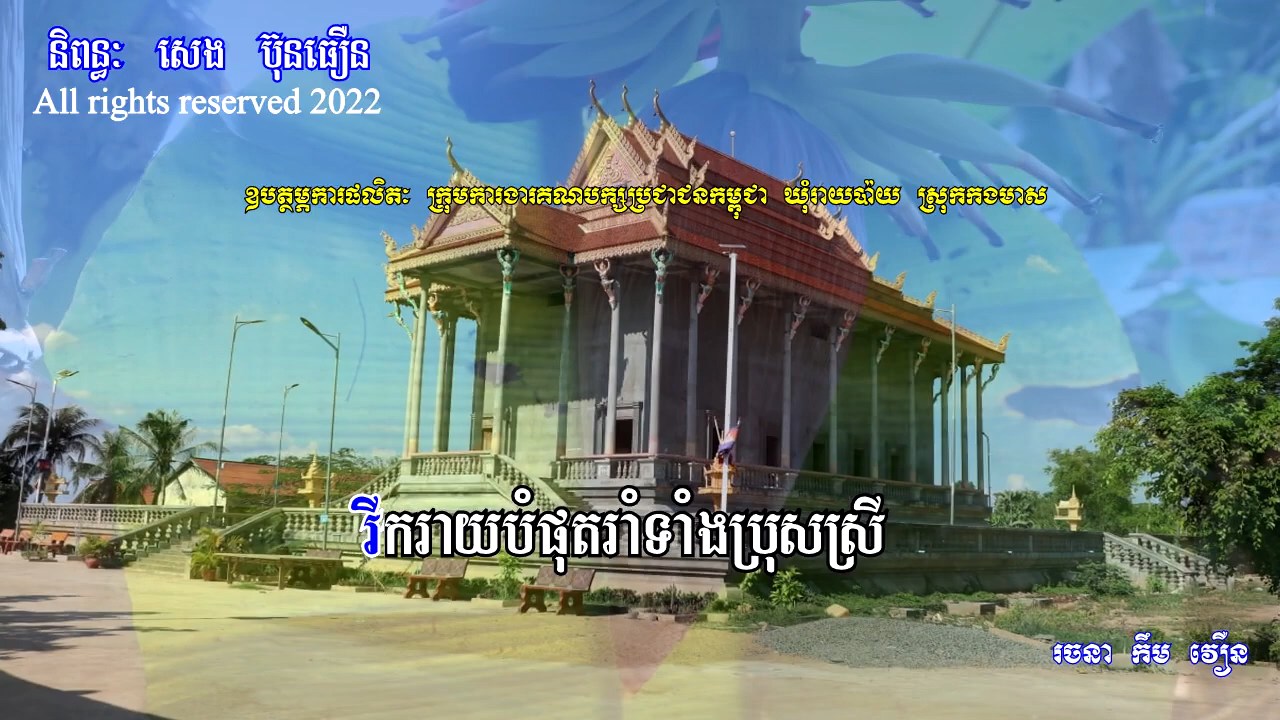 និពន្ធៈ សេង ប៊ុនធឿន
All rights reserved 2022
ឧបត្ថម្ភការផលិតៈ ក្រុមការងារគណបក្សប្រជាជនកម្ពុជា ឃុំរាយប៉ាយ ស្រុកកងមាស
រីករាយបំផុតរាំទាំងប្រុសស្រី
រចនា កឹម វឿន